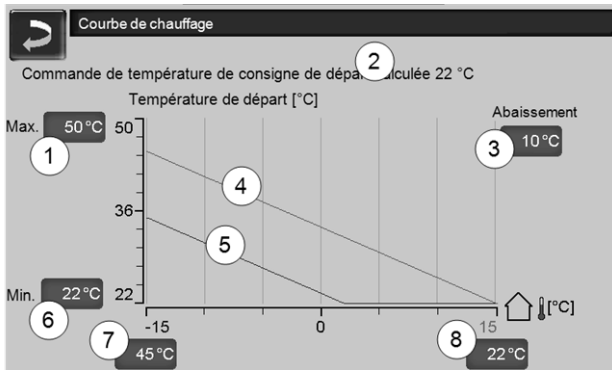 Courbe de chauffage
2
Commande de température de consigne de départ calculée 22 °C
Température de départ [°C]
Abaissement
Max. 50 °C
50
10 °C
1
3
4
36
5
Min. 22 °C
22
[°C]
6
-15
0
15
7
8
45 °C
22 °C